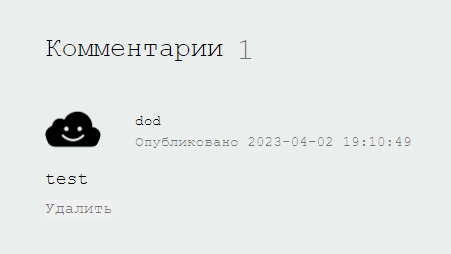 Комментарии 1
dod
Опубликовано 2023-04-02 19:10:49
test
Удалить